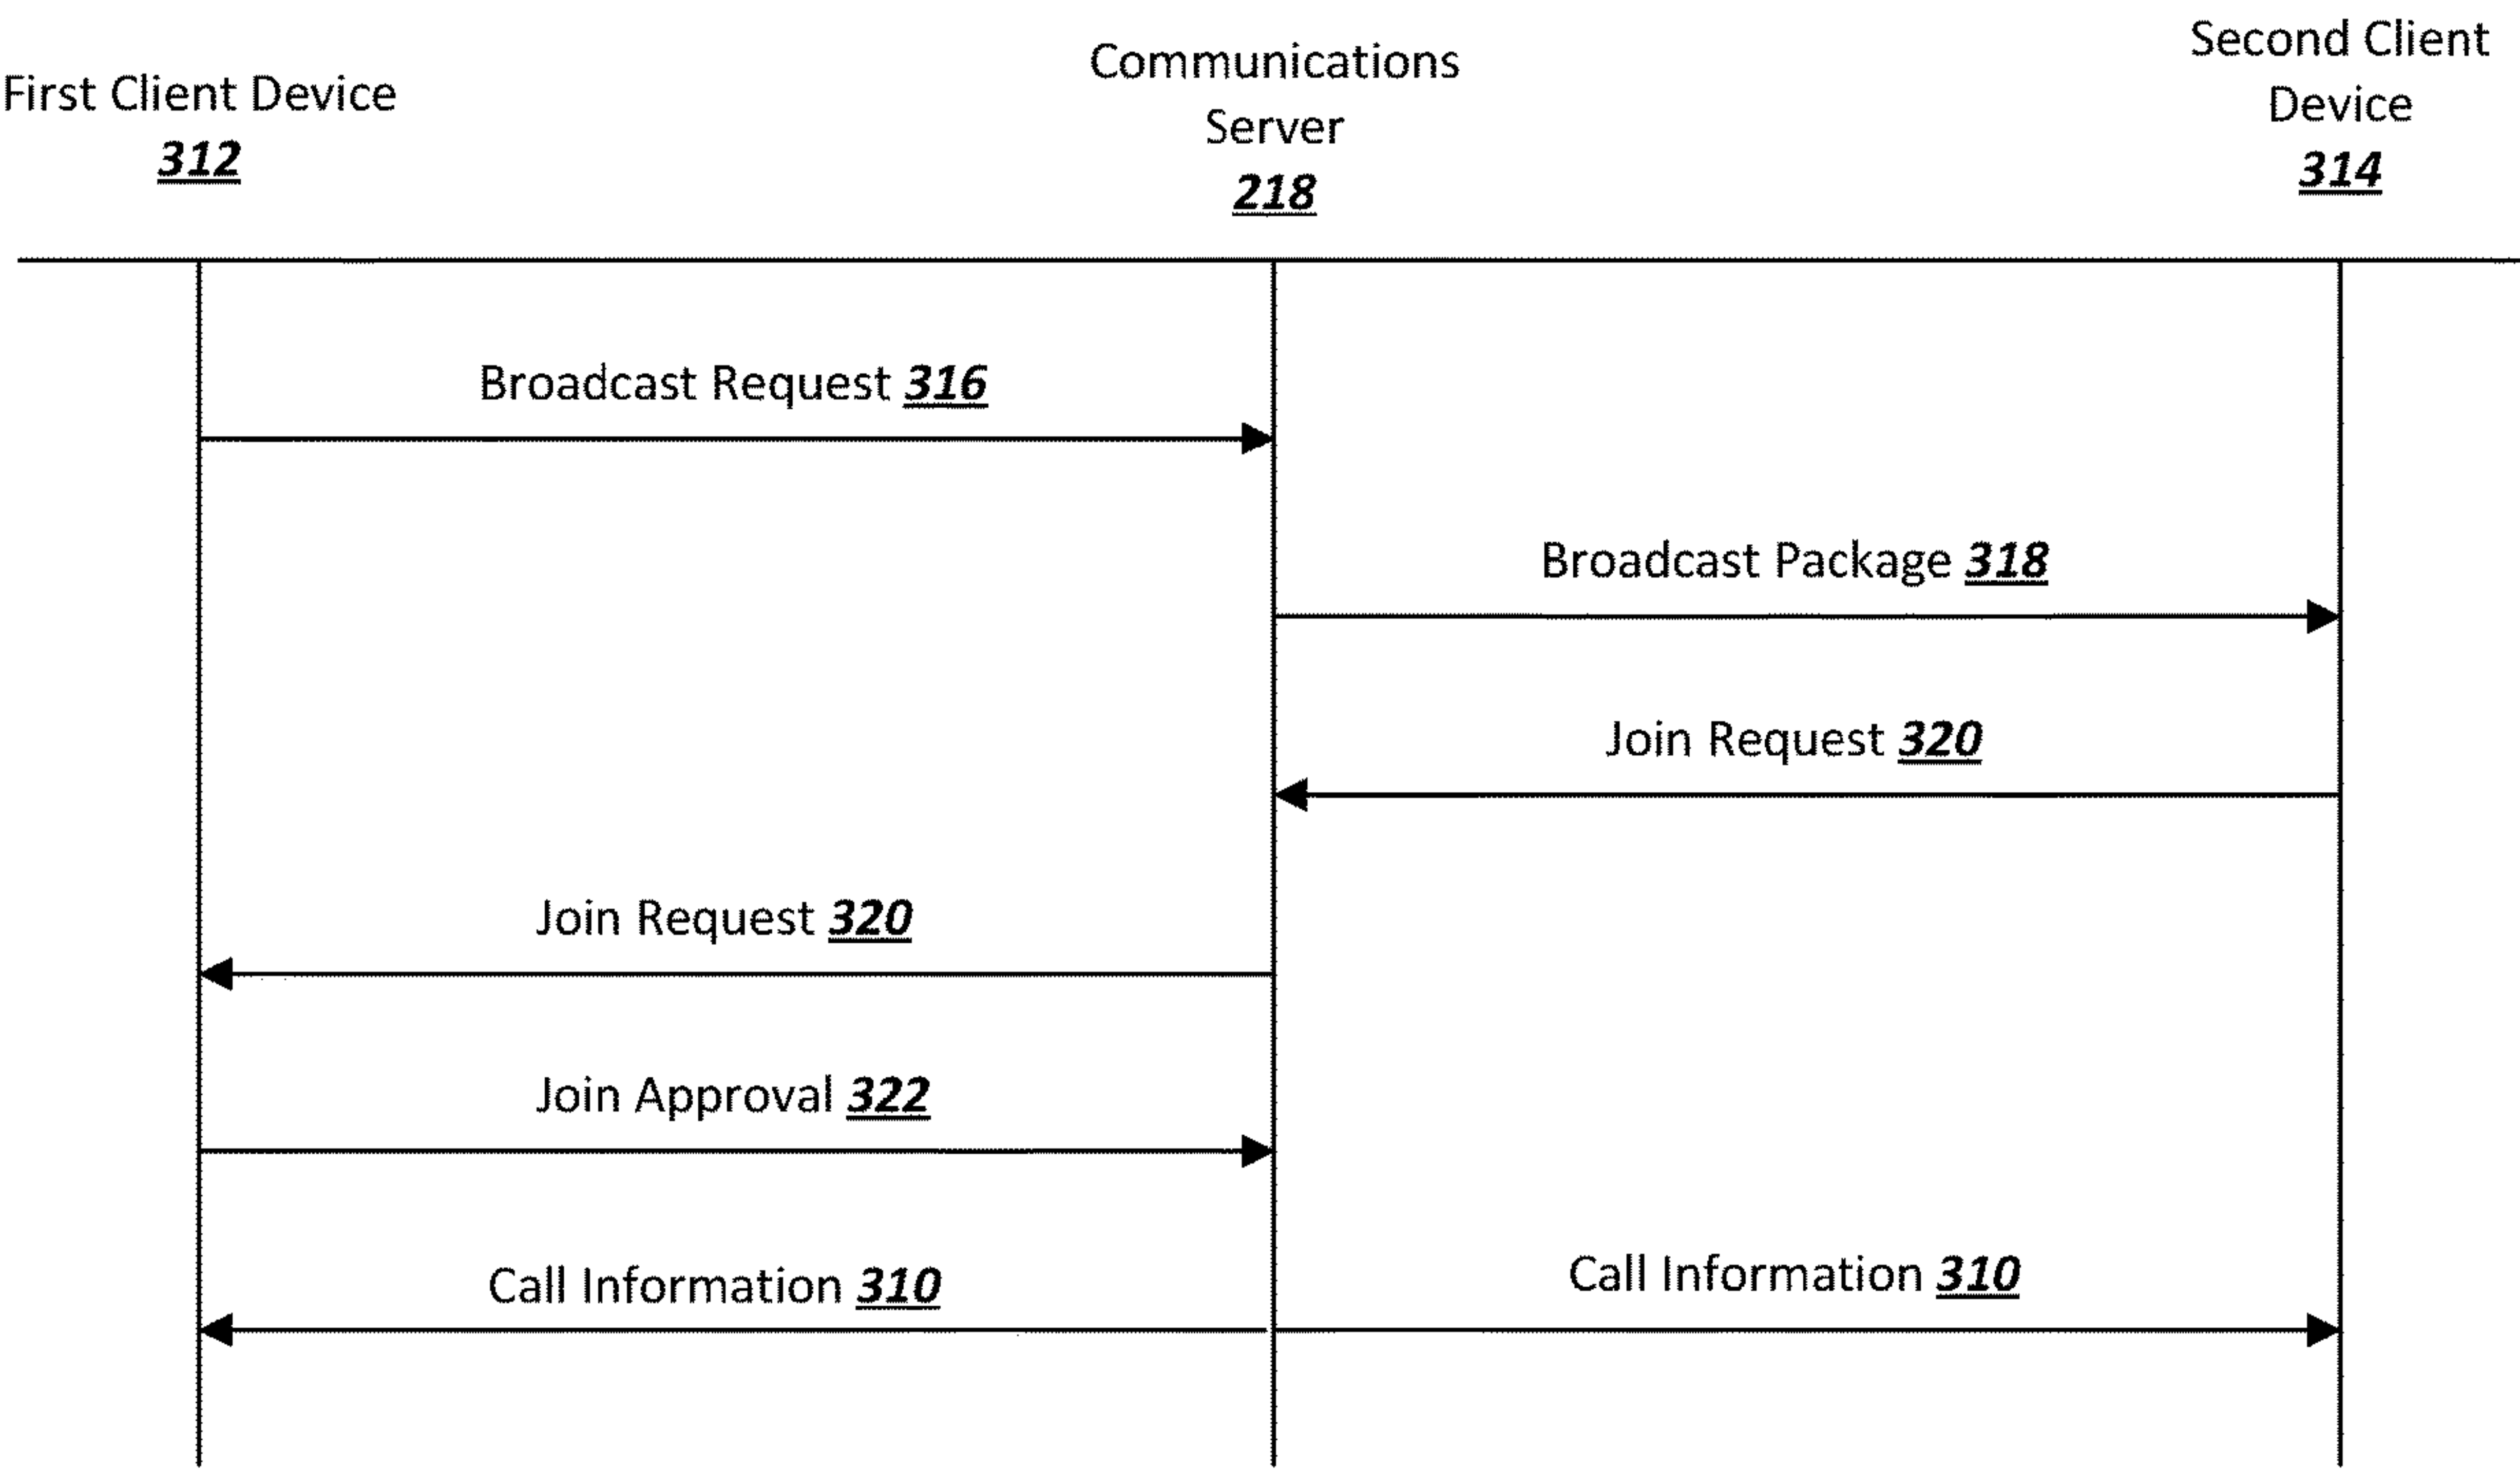 First Client Device
312
Communications
Server
218
Second Client
Device
314
Broadcast Request 316
Broadcast Package 318
Join Request 320
Join Request 320
Join Approval 322
Call Information 310
Call Information 310